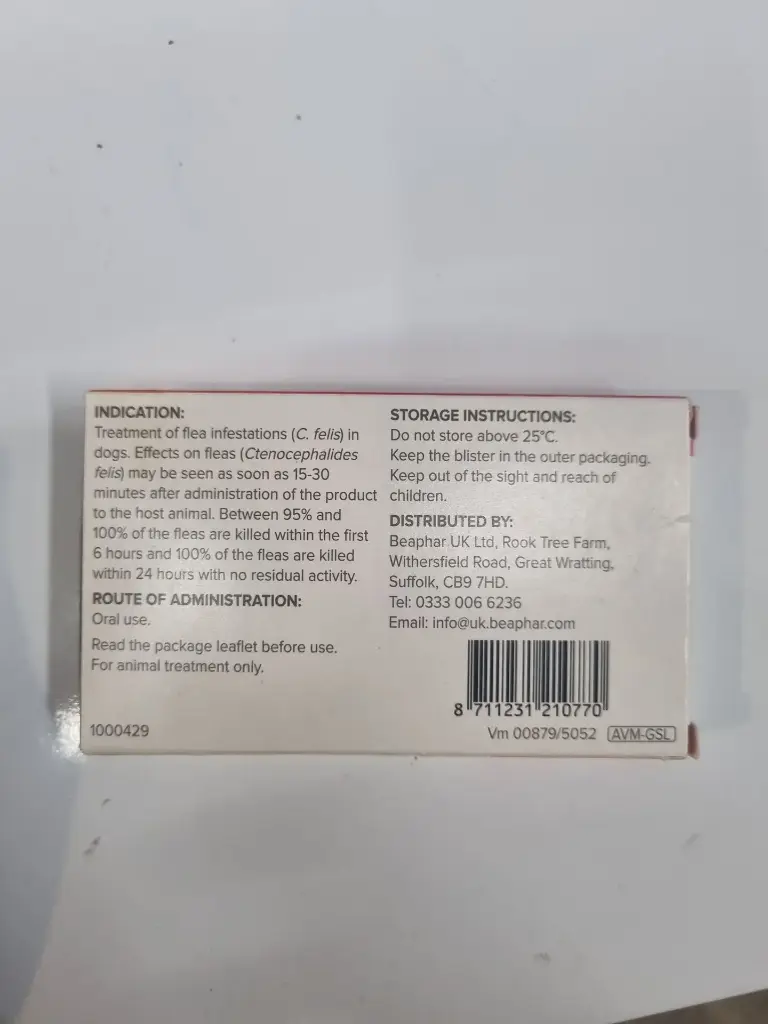 INDICATION:
Treatment of flea infestations (C. felis) in
dogs. Effects on fleas (Ctenocephalides
felis) may be seen as soon as 15-30
minutes after administration of the product
to the host animal. Between 95% and
100% of the fleas are killed within the first
6 hours and 100% of the fleas are killed
within 24 hours with no residual activity.
ROUTE OF ADMINISTRATION:
Oral use.
Read the package leaflet before use.
For animal treatment only.
1000429
STORAGE INSTRUCTIONS:
Do not store above 25°C.
Keep the blister in the outer packaging.
Keep out of the sight and reach of
children.
DISTRIBUTED BY:
Beaphar UK Ltd, Rook Tree Farm,
Withersfield Road, Great Wratting,
Suffolk, CB9 7HD.
Tel: 0333 006 6236
Email: info@uk.beaphar.com
8 711231 210770
Vm 00879/5052 AVM-GSL